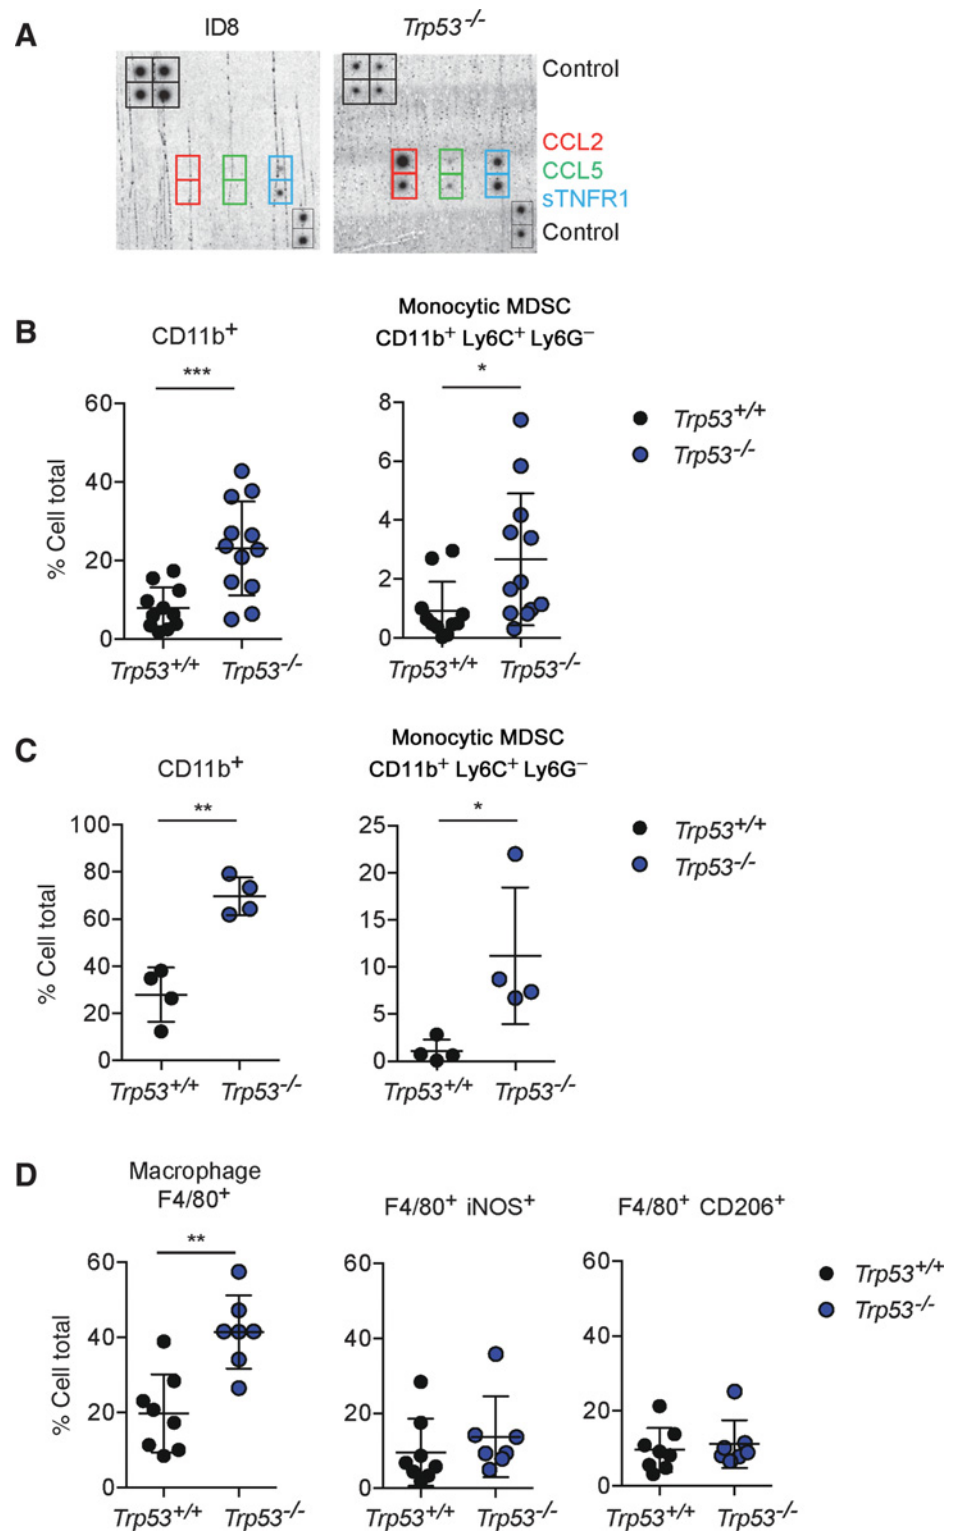 A
ID8
Trp53-/-
Control
CCL2
CCL5
sTNFR1
Control
B
CD11b+
Monocytic MDSC
CD11b+ Ly6C+ Ly6G–
***
*
% Cell total
60
40
20
0
8
6
4
2
0
Trp53+/+
Trp53-/-
Trp53+/+
Trp53-/-
Trp53+/+
Trp53-/-
C
CD11b+
Monocytic MDSC
CD11b+ Ly6C+ Ly6G–
**
*
% Cell total
100
80
60
40
20
0
25
20
15
10
5
0
Trp53+/+
Trp53-/-
Trp53+/+
Trp53-/-
Trp53+/+
Trp53-/-
D
Macrophage
F4/80+
F4/80+ iNOS+
F4/80+ CD206+
**
% Cell total
60
40
20
0
60
40
20
0
60
40
20
0
Trp53+/+
Trp53-/-
Trp53+/+
Trp53-/-
Trp53+/+
Trp53-/-
Trp53+/+
Trp53-/-